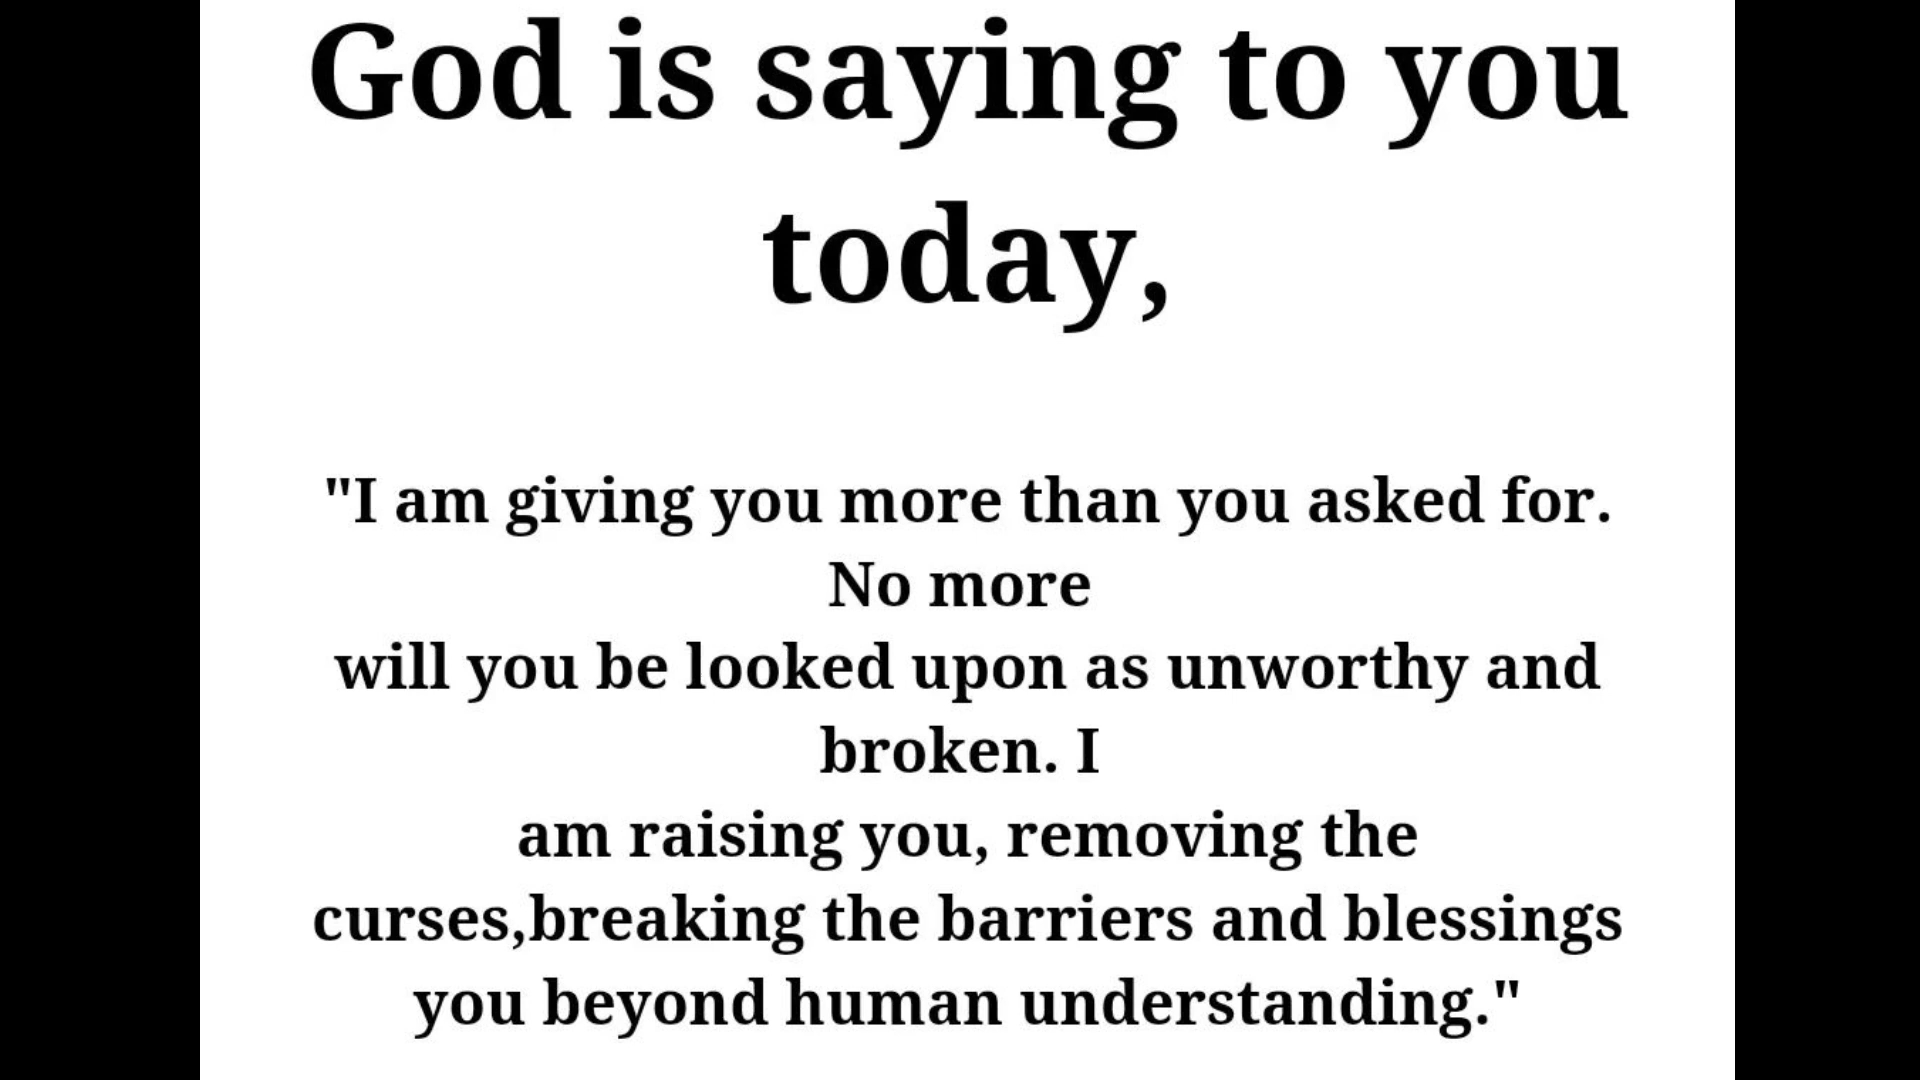 God is saying to you
today,
"I am giving you more than you asked for.
No more
will you be looked upon as unworthy and
broken. I
am raising you, removing the
curses,breaking the barriers and blessings
you beyond human understanding."